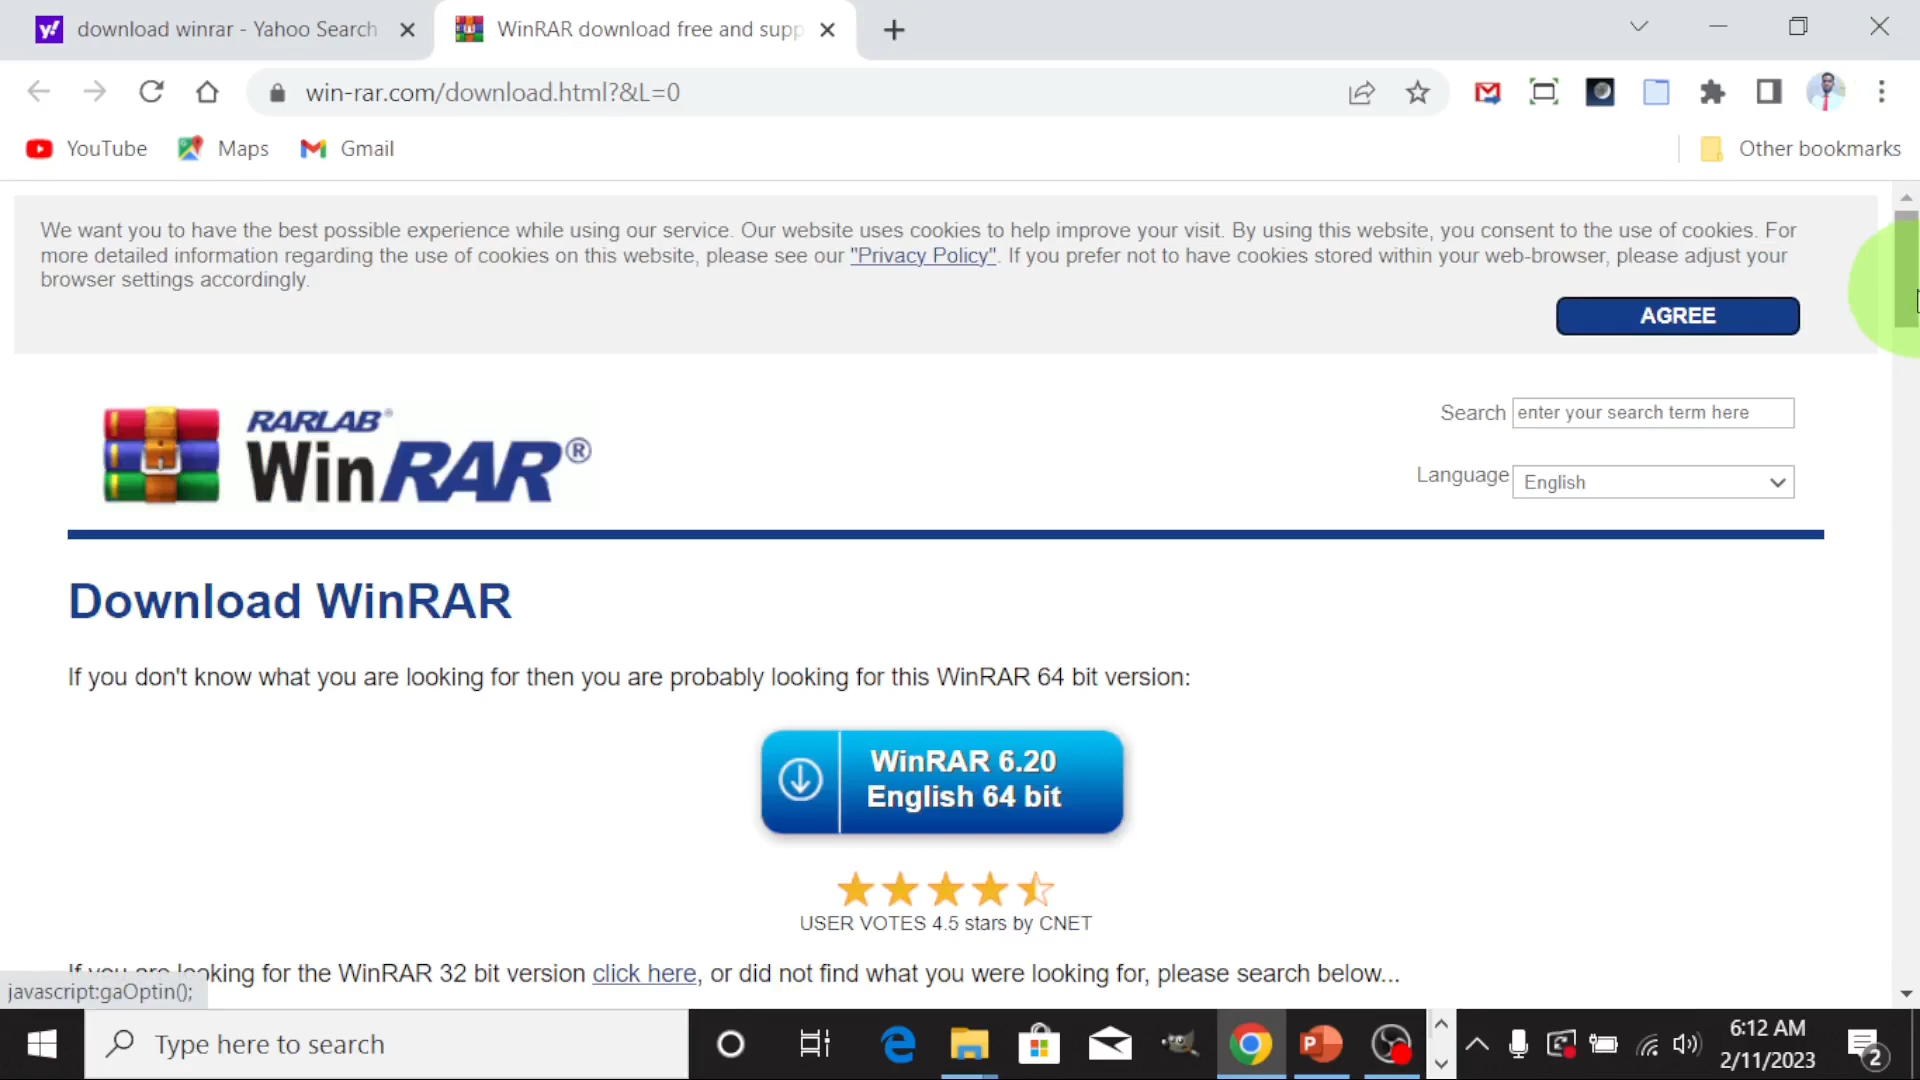 download winrar - Yahoo Search
WinRAR download free and supp
win-rar.com/download.html?&L=0
YouTube
Maps
Gmail
Other bookmarks
We want you to have the best possible experience while using our service. Our website uses cookies to help improve your visit. By using this website, you consent to the use of cookies. For
more detailed information regarding the use of cookies on this website, please see our "Privacy Policy". If you prefer not to have cookies stored within your web-browser, please adjust your
browser settings accordingly.
AGREE
RARLAB®
WinRAR®
Search enter your search term here
Language English
Download WinRAR
If you don't know what you are looking for then you are probably looking for this WinRAR 64 bit version:
WinRAR 6.20
English 64 bit
USER VOTES 4.5 stars by CNET
If you are looking for the WinRAR 32 bit version click here, or did not find what you were looking for, please search below...
javascript:gaOptin();
Type here to search
6:12 AM
2/11/2023
2